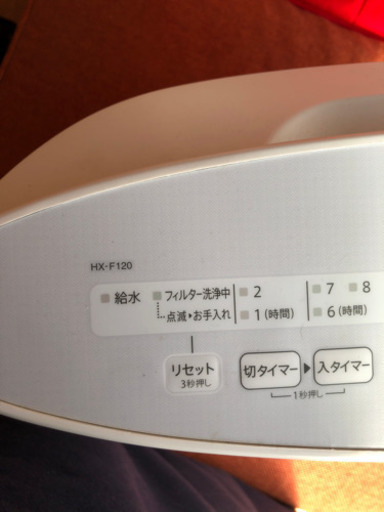 HX-F120
給水 フィルター洗浄中 2 7 8
点滅▶お手入れ 1(時間) 6(時間)
リセット 切タイマー ▶ 入タイマー
3秒押し 1秒押し